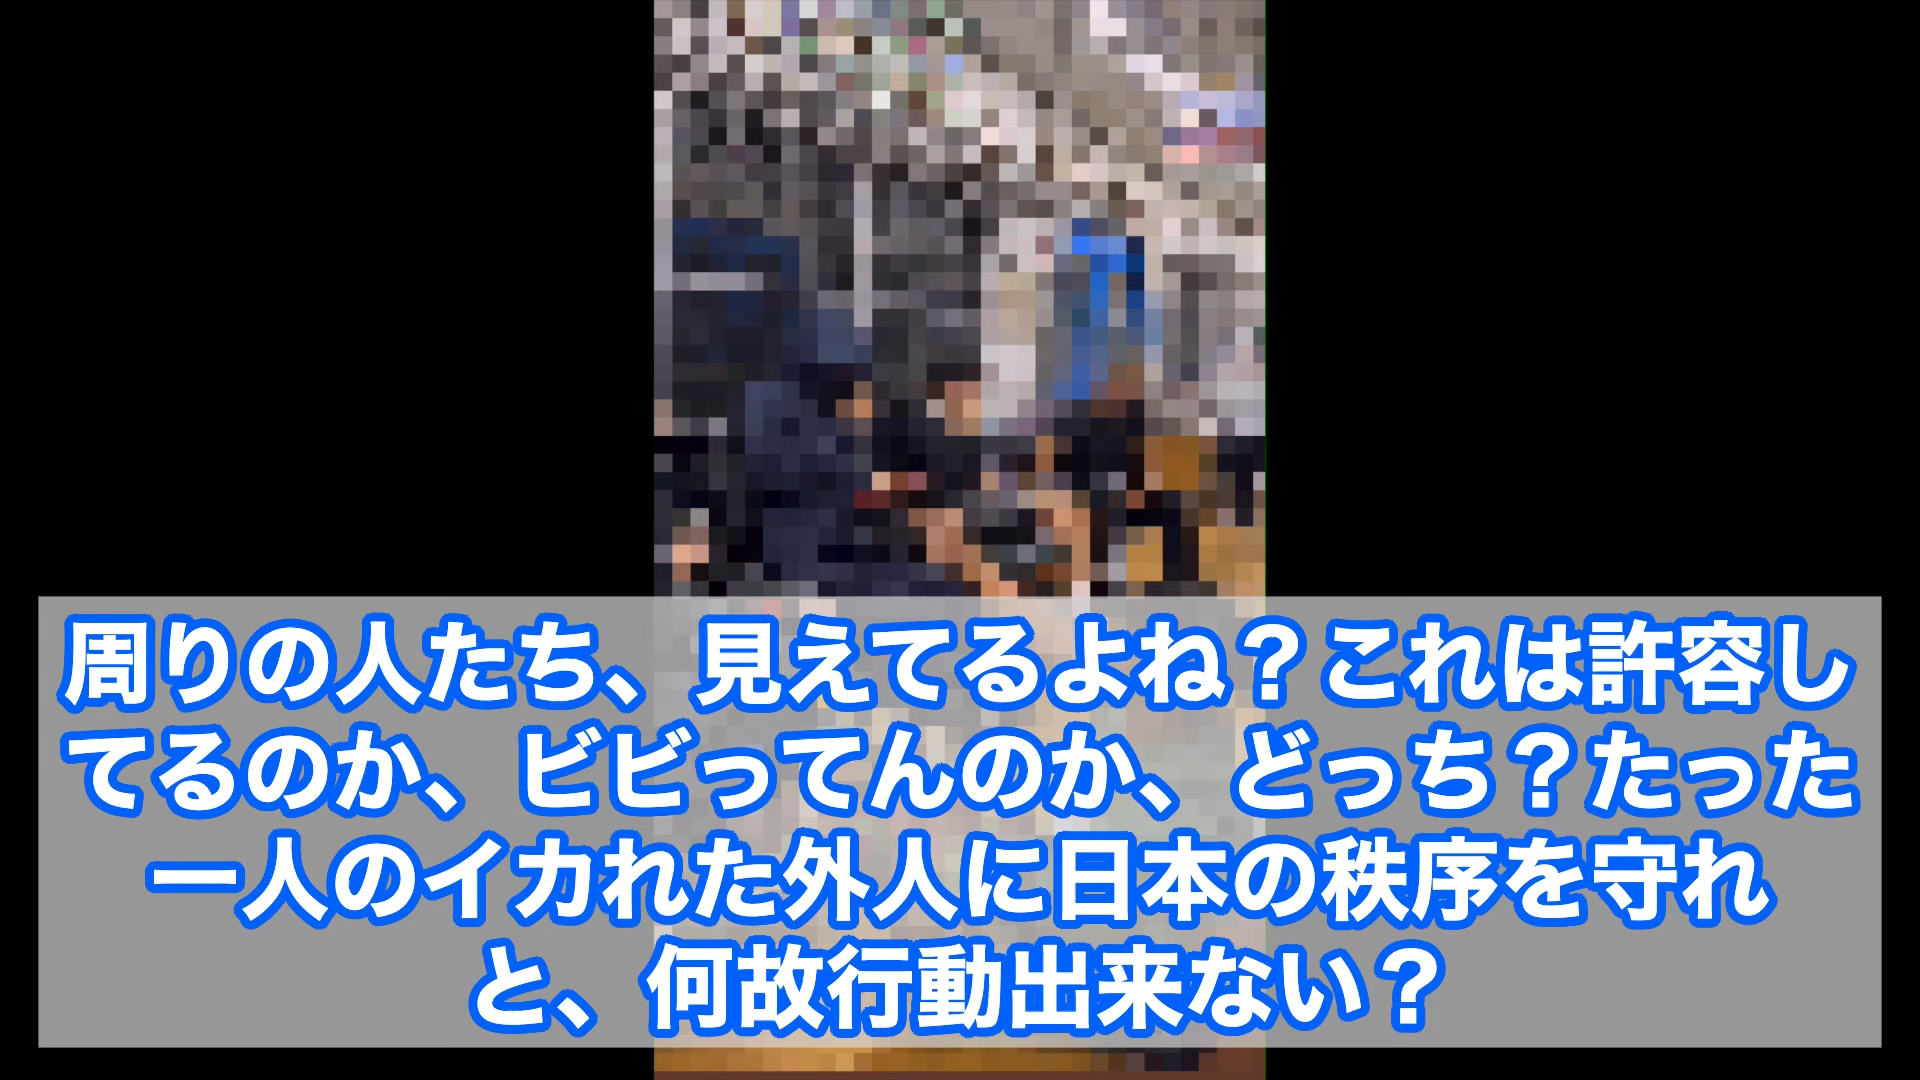 周りの人たち、見えてるよね？これは許容し
てるのか、ビビってんのか、どっち？たった
一人のイカれた外人に日本の秩序を守れ
と、何故行動出来ない？